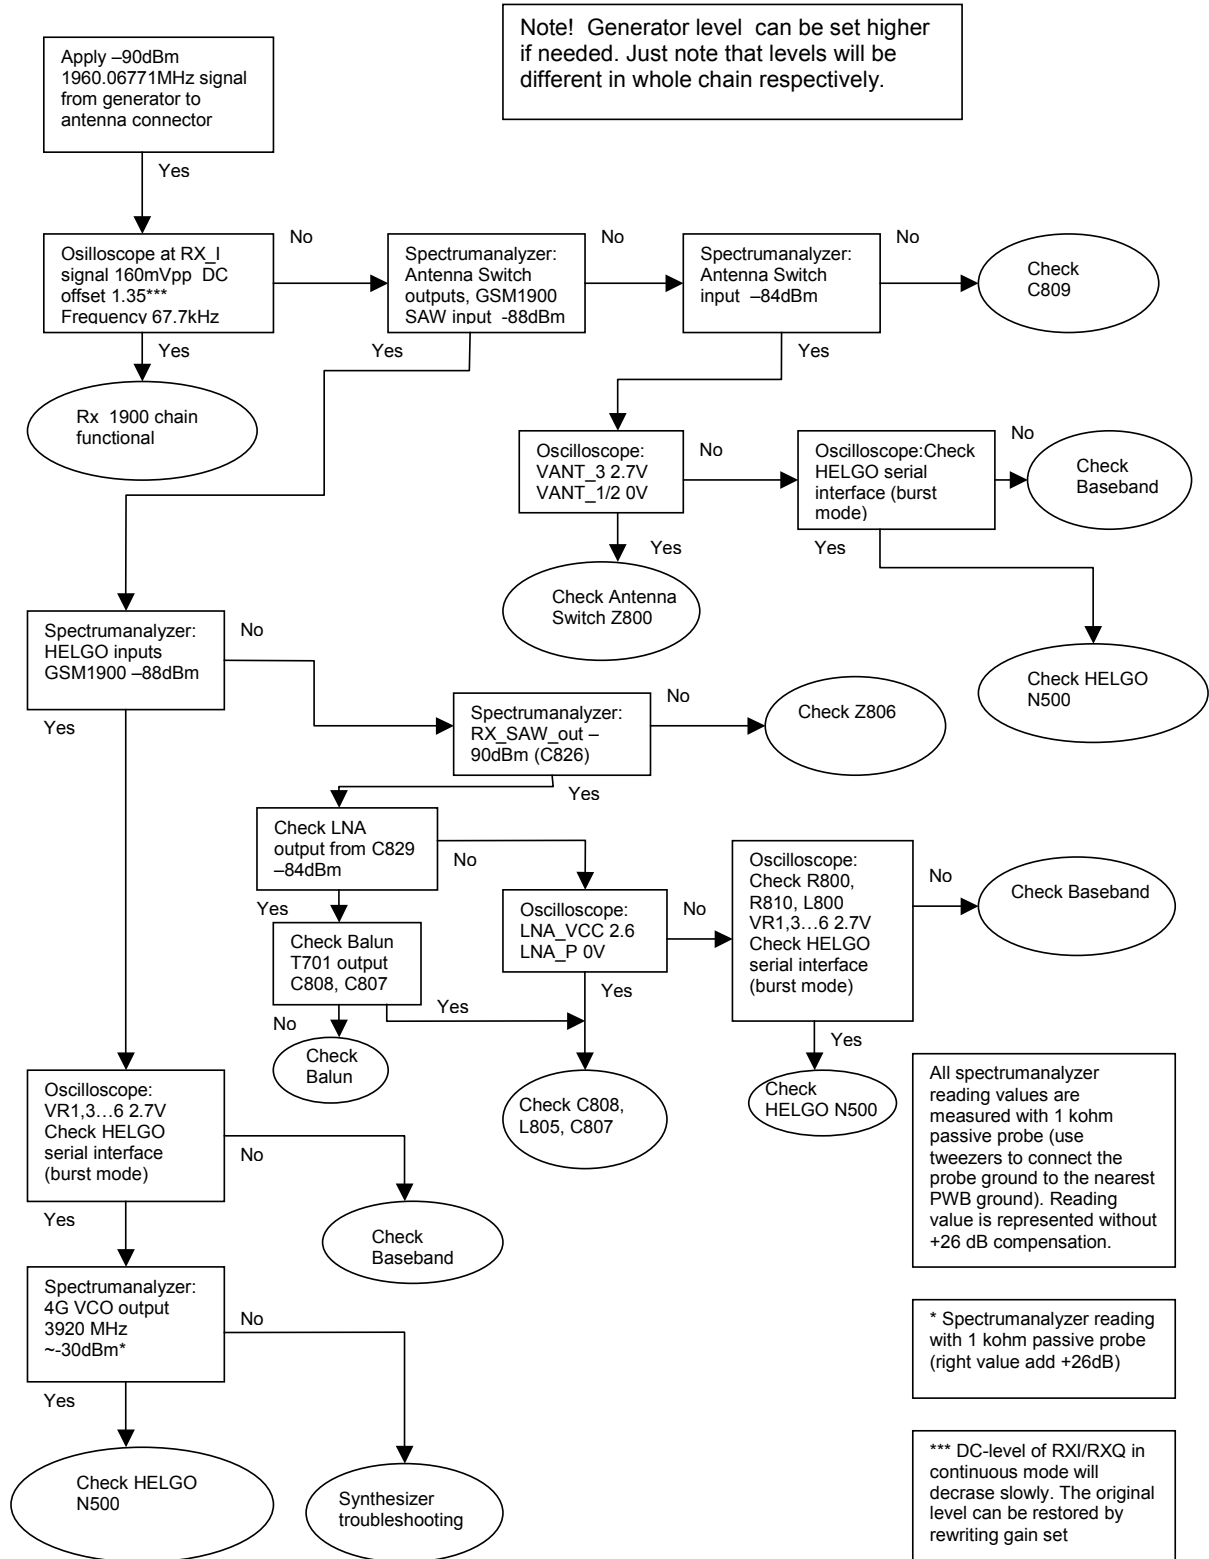 Note!  Generator level  can be set higher
if needed. Just note that levels will be
different in whole chain respectively.
Apply –90dBm
1960.06771MHz signal
from generator to
antenna connector
Yes
Osilloscope at RX_I
signal 160mVpp  DC
offset 1.35***
Frequency 67.7kHz
No
Spectrumanalyzer:
Antenna Switch
outputs, GSM1900
SAW input  -88dBm
No
Spectrumanalyzer:
Antenna Switch
input  –84dBm
No
Check
C809
Yes
Yes
Yes
Rx  1900 chain
functional
Oscilloscope:
VANT_3 2.7V
VANT_1/2 0V
No
Oscilloscope:Check
HELGO serial
interface (burst
mode)
No
Check
Baseband
Yes
Yes
Check Antenna
Switch Z800
Check HELGO
N500
Spectrumanalyzer:
HELGO inputs
GSM1900 –88dBm
No
Yes
Spectrumanalyzer:
RX_SAW_out –
90dBm (C826)
No
Check Z806
Yes
Check LNA
output from C829
–84dBm
No
Yes
Oscilloscope:
LNA_VCC 2.6
LNA_P 0V
No
Oscilloscope:
Check R800,
R810, L800
VR1,3…6 2.7V
Check HELGO
serial interface
(burst mode)
No
Check Baseband
Check Balun
T701 output
C808, C807
Yes
No
Yes
Yes
Check
Balun
Check C808,
L805, C807
Check
HELGO N500
Oscilloscope:
VR1,3…6 2.7V
Check HELGO
serial interface
(burst mode)
No
Yes
Check
Baseband
Spectrumanalyzer:
4G VCO output
3920 MHz
~-30dBm*
No
Yes
Check HELGO
N500
Synthesizer
troubleshooting
All spectrumanalyzer
reading values are
measured with 1 kohm
passive probe (use
tweezers to connect the
probe ground to the nearest
PWB ground). Reading
value is represented without
+26 dB compensation.
* Spectrumanalyzer reading
with 1 kohm passive probe
(right value add +26dB)
*** DC-level of RXI/RXQ in
continuous mode will
decrase slowly. The original
level can be restored by
rewriting gain set